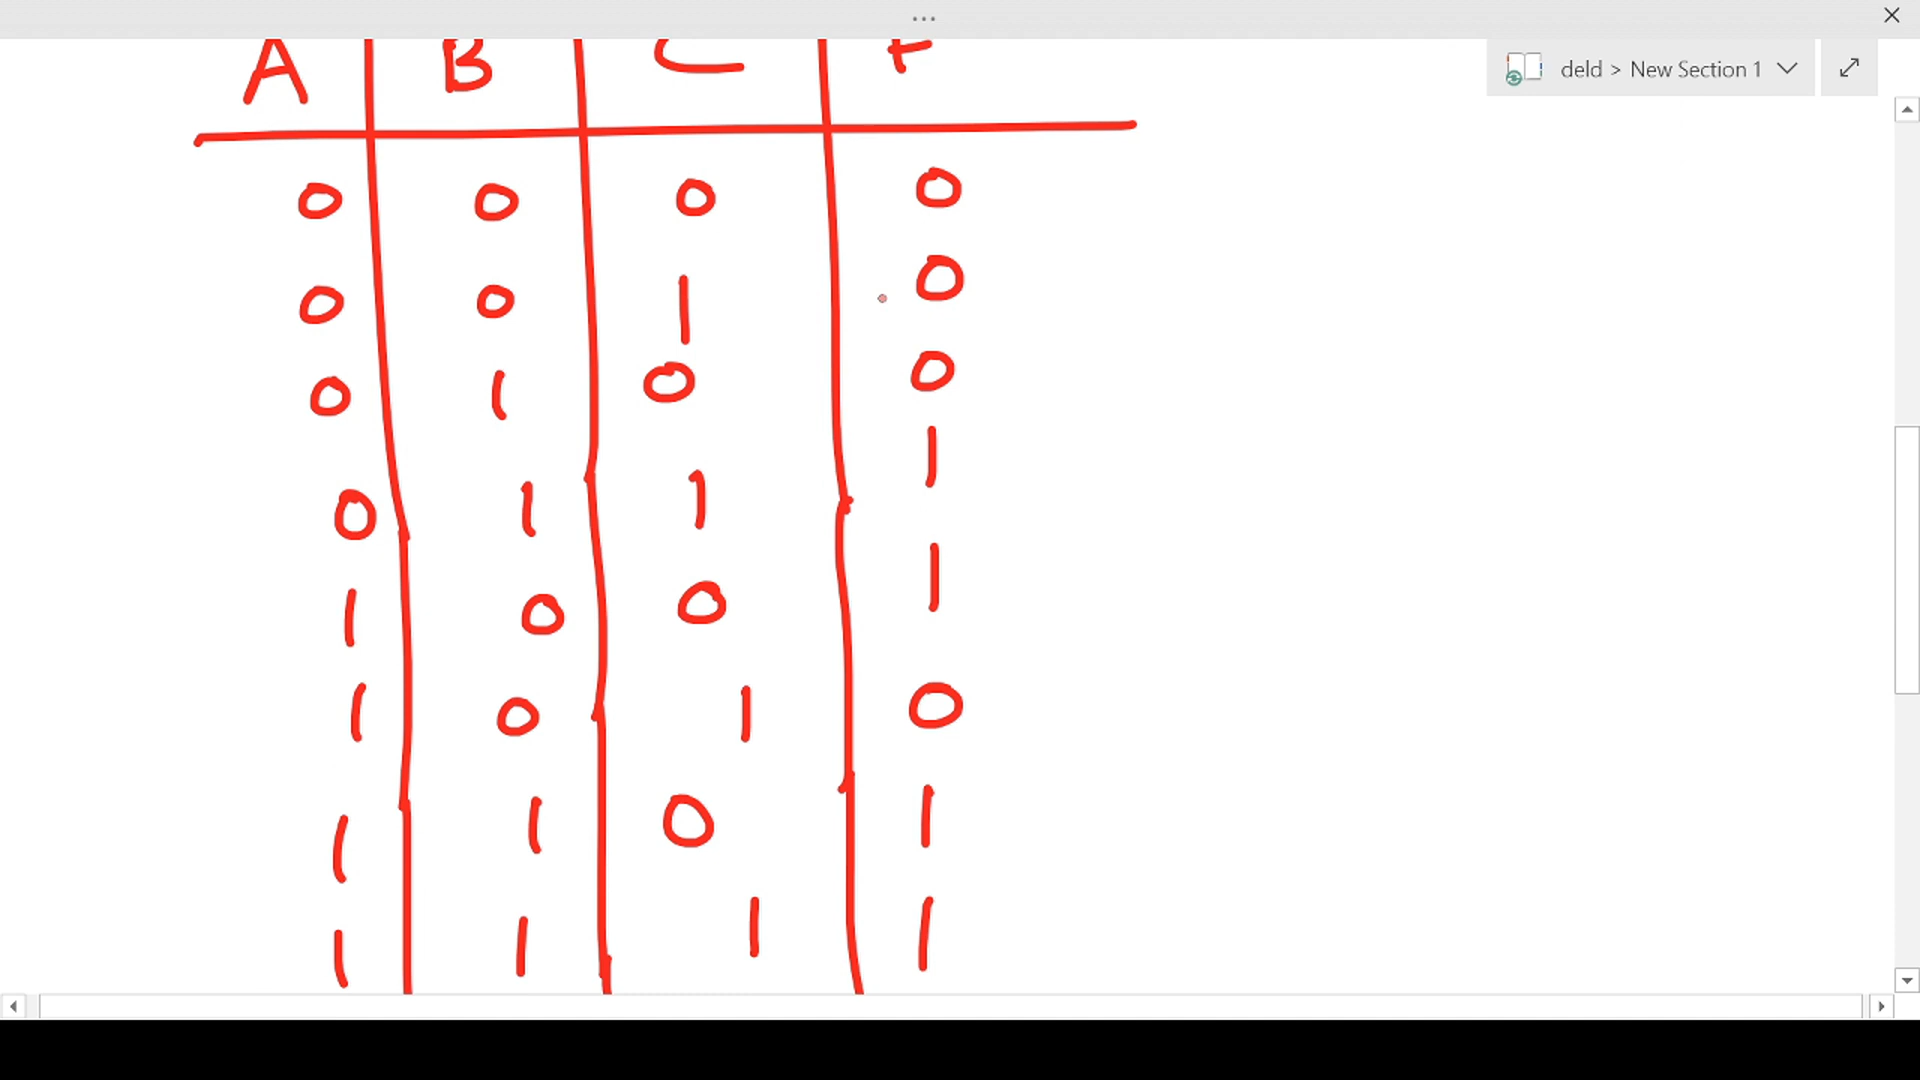 ...
deld > New Section 1
A B C F
0 0 0 0
0 0 1 0
0 1 0 0
0 1 1 1
1 0 0 1
1 0 1 0
1 1 0 1
1 1 1 1